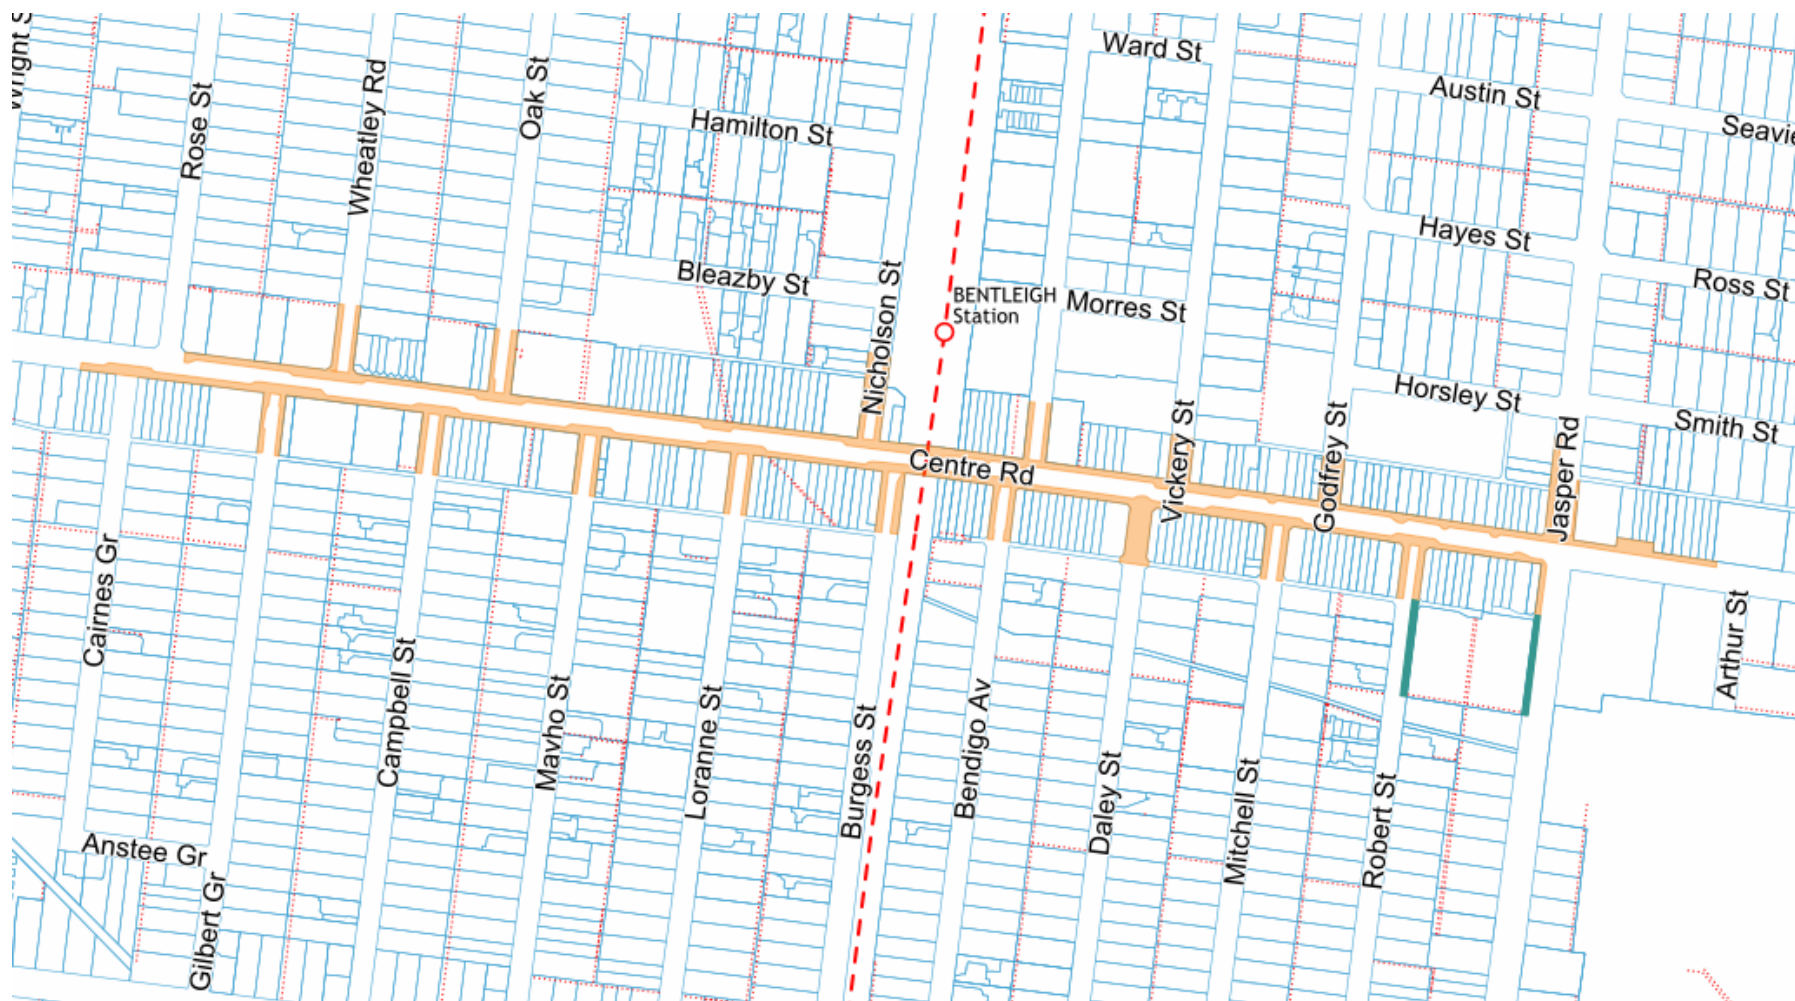 Wright S
Rose St
Wheatley Rd
Oak St
Hamilton St
Ward St
Austin St
Seavie
Hayes St
Ross St
Bleazby St
Nicholson St
BENTLEIGH
Station
Morres St
Horsley St
Smith St
Vickery St
Godfrey St
Jasper Rd
Centre Rd
Cairnes Gr
Campbell St
Mavho St
Loranne St
Burgess St
Bendigo Av
Daley St
Mitchell St
Robert St
Arthur St
Anstee Gr
Gilbert Gr